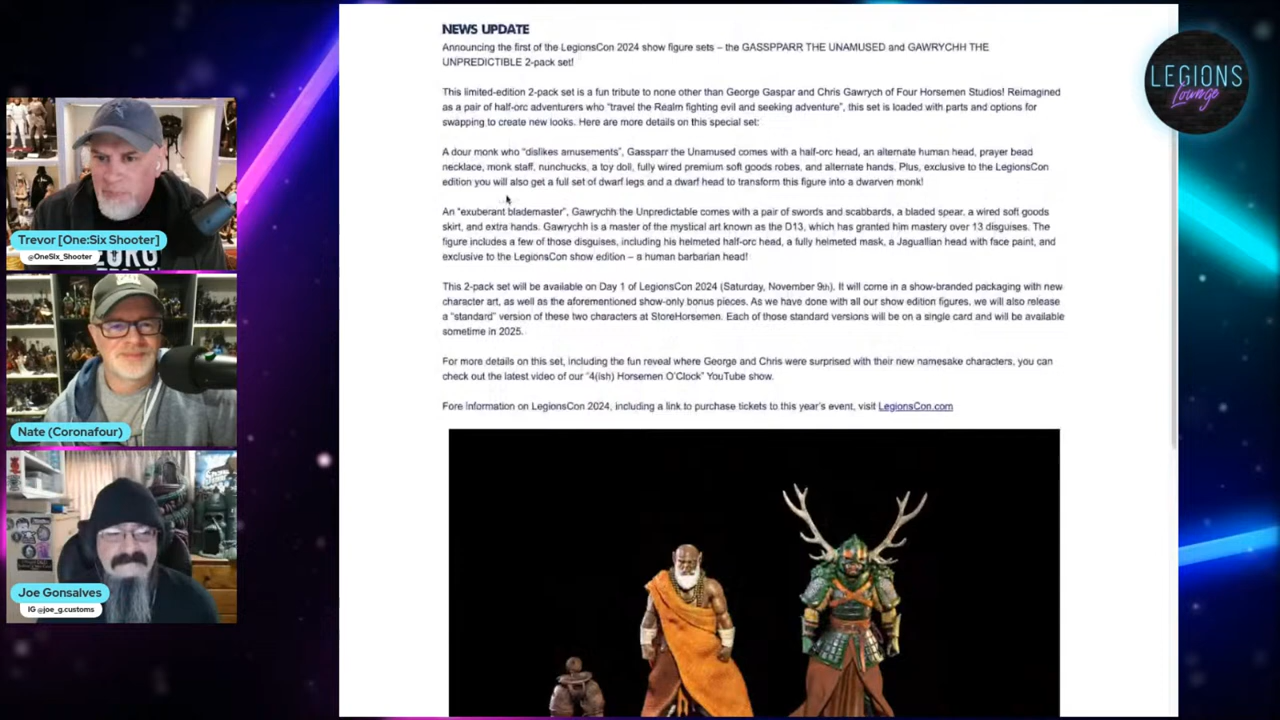 NEWS UPDATE
Announcing the first of the LegionsCon 2024 show figure sets – the GASSPPARR THE UNAMUSED and GAWRYCHH THE
UNPREDICTIBLE 2-pack set!
This limited-edition 2-pack set is a fun tribute to none other than George Gaspar and Chris Gawrych of Four Horsemen Studios! Reimagined
as a pair of half-orc adventurers who “travel the Realm fighting evil and seeking adventure”, this set is loaded with parts and options for
swapping to create new looks. Here are more details on this special set:
A dour monk who “dislikes amusements”, Gassparr the Unamused comes with a half-orc head, an alternate human head, prayer bead
necklace, monk staff, nunchucks, a toy doll, fully wired premium soft goods robes, and alternate hands. Plus, exclusive to the LegionsCon
edition you will also get a full set of dwarf legs and a dwarf head to transform this figure into a dwarven monk!
An “exuberant blademaster”, Gawrychh the Unpredictable comes with a pair of swords and scabbards, a bladed spear, a wired soft goods
skirt, and extra hands. Gawrychh is a master of the mystical art known as the D13, which has granted him mastery over 13 disguises. The
figure includes a few of those disguises, including his helmeted half-orc head, a fully helmeted mask, a Jaguallian head with face paint, and
exclusive to the LegionsCon show edition – a human barbarian head!
This 2-pack set will be available on Day 1 of LegionsCon 2024 (Saturday, November 9th). It will come in a show-branded packaging with new
character art, as well as the aforementioned show-only bonus pieces. As we have done with all our show edition figures, we will also release
a “standard” version of these two characters at StoreHorsemen. Each of those standard versions will be on a single card and will be available
sometime in 2025.
For more details on this set, including the fun reveal where George and Chris were surprised with their new namesake characters, you can
check out the latest video of our “4(ish) Horsemen O’Clock” YouTube show.
Fore Information on LegionsCon 2024, including a link to purchase tickets to this year’s event, visit LegionsCon.com
LEGIONS
Lounge
Trevor [One:Six Shooter]
@OneSix_Shooter
Nate (Coronafour)
Joe Gonsalves
IG @joe_g.customs